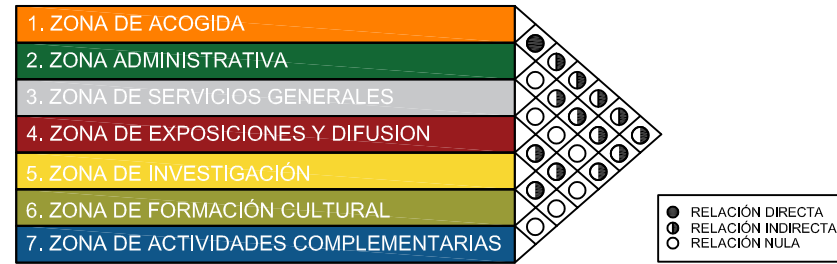 1. ZONA DE ACOGIDA
2. ZONA ADMINISTRATIVA
3. ZONA DE SERVICIOS GENERALES
4. ZONA DE EXPOSICIONES Y DIFUSION
5. ZONA DE INVESTIGACIÓN
6. ZONA DE FORMACIÓN CULTURAL
7. ZONA DE ACTIVIDADES COMPLEMENTARIAS
RELACIÓN DIRECTA
RELACIÓN INDIRECTA
RELACIÓN NULA